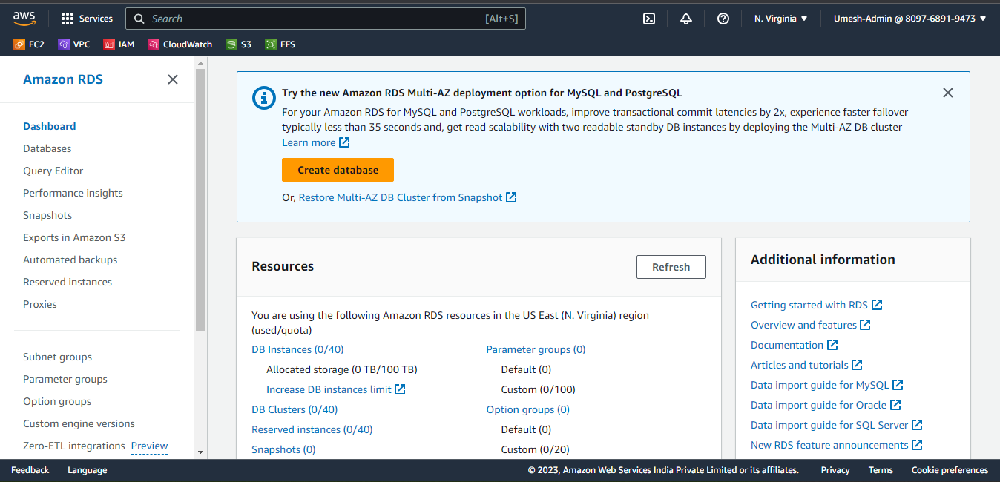 aws
Services
Search
[Alt+S]
N. Virginia
Umesh-Admin @ 8097-6891-9473
EC2
VPC
IAM
CloudWatch
S3
EFS
Amazon RDS
Dashboard
Databases
Query Editor
Performance insights
Snapshots
Exports in Amazon S3
Automated backups
Reserved instances
Proxies
Subnet groups
Parameter groups
Option groups
Custom engine versions
Zero-ETL integrations Preview
Try the new Amazon RDS Multi-AZ deployment option for MySQL and PostgreSQL
For your Amazon RDS for MySQL and PostgreSQL workloads, improve transactional commit latencies by 2x, experience faster failover
typically less than 35 seconds and, get read scalability with two readable standby DB instances by deploying the Multi-AZ DB cluster
Learn more
Create database
Or, Restore Multi-AZ DB Cluster from Snapshot
Resources
Refresh
You are using the following Amazon RDS resources in the US East (N. Virginia) region
(used/quota)
DB Instances (0/40)
Allocated storage (0 TB/100 TB)
Increase DB instances limit
DB Clusters (0/40)
Reserved instances (0/40)
Snapshots (0)
Parameter groups (0)
Default (0)
Custom (0/100)
Option groups (0)
Default (0)
Custom (0/20)
Additional information
Getting started with RDS
Overview and features
Documentation
Articles and tutorials
Data import guide for MySQL
Data import guide for Oracle
Data import guide for SQL Server
New RDS feature announcements
Feedback
Language
© 2023, Amazon Web Services India Private Limited or its affiliates.
Privacy
Terms
Cookie preferences